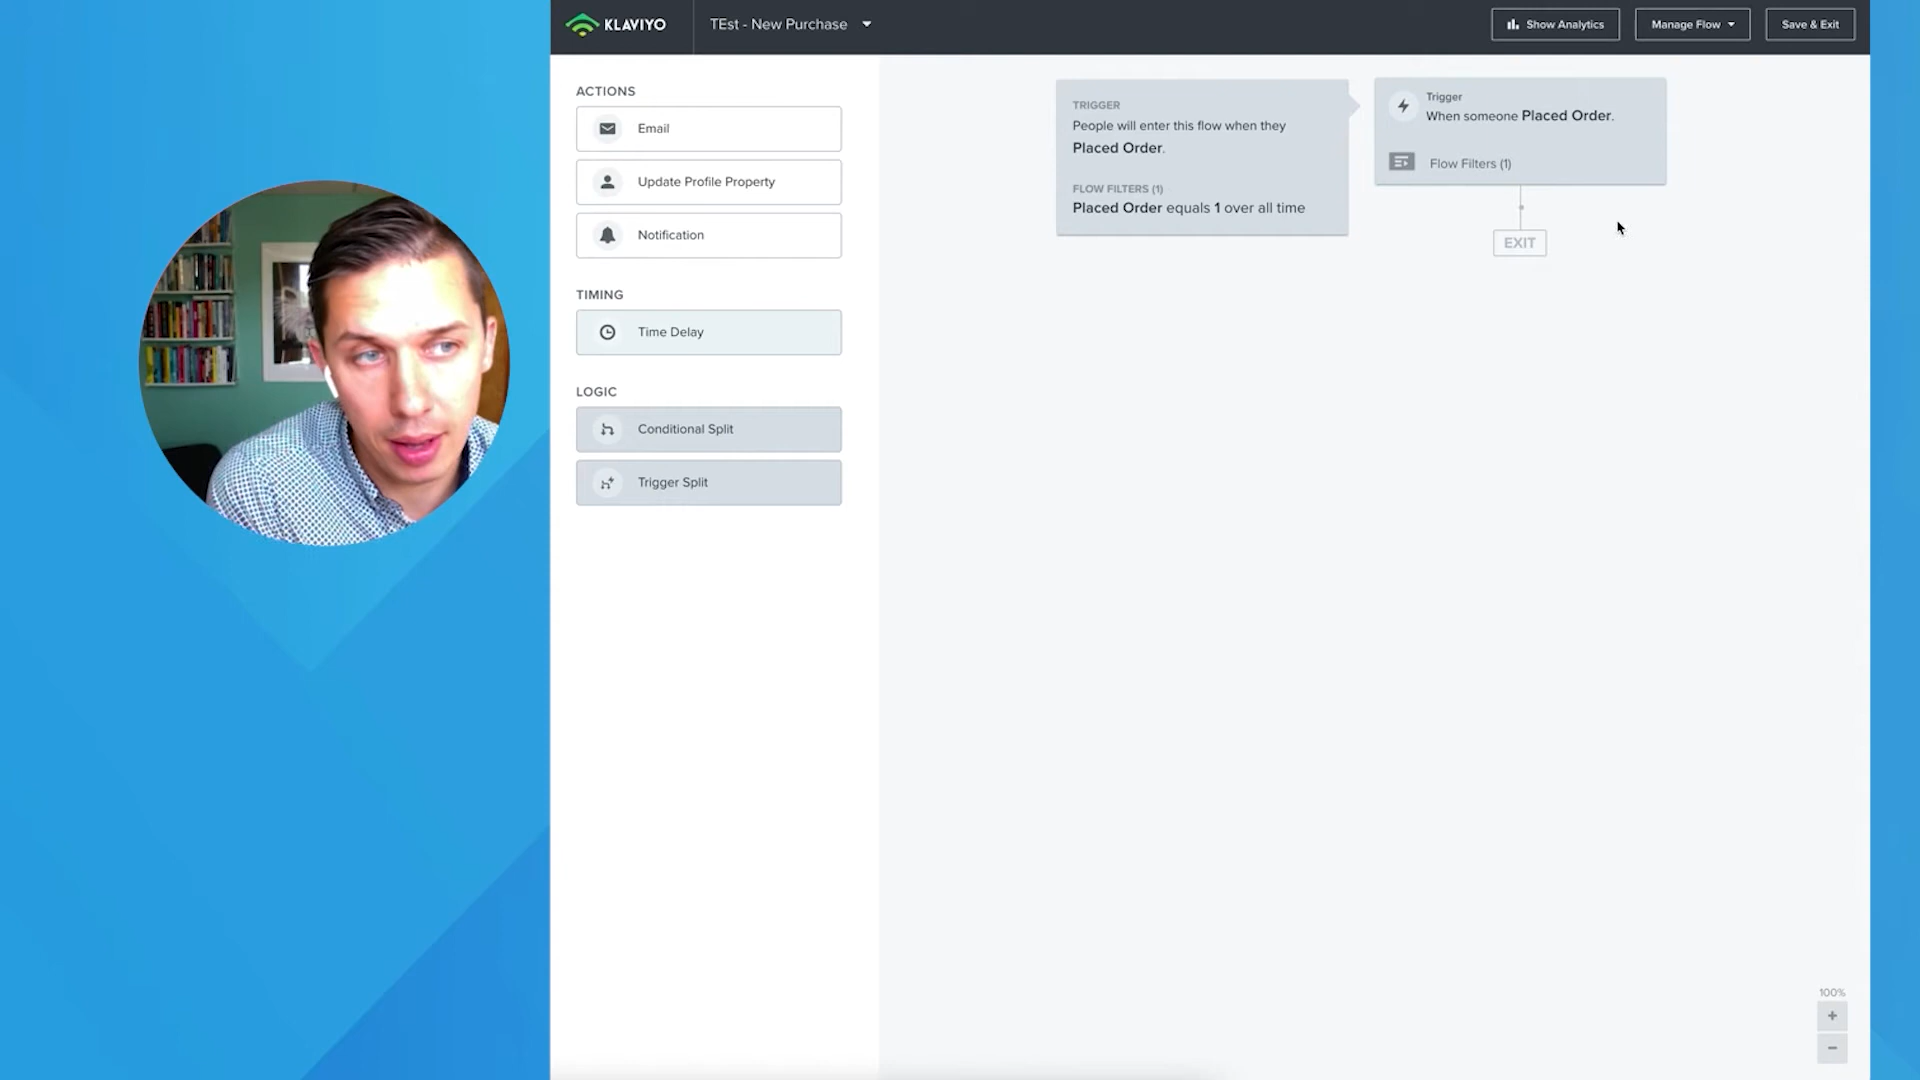 KLAVIYO
TEst - New Purchase
Show Analytics
Manage Flow
Save & Exit
ACTIONS
Email
Update Profile Property
Notification
TIMING
Time Delay
LOGIC
Conditional Split
Trigger Split
TRIGGER
People will enter this flow when they
Placed Order.
FLOW FILTERS (1)
Placed Order equals 1 over all time
Trigger
When someone Placed Order.
Flow Filters (1)
EXIT
100%
+
−